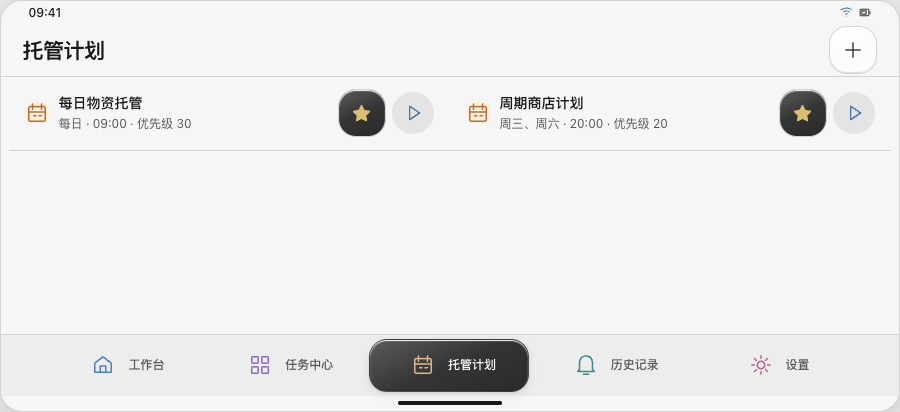 09:41
托管计划
每日物资托管
每日 · 09:00 · 优先级 30
周期商店计划
周三、周六 · 20:00 · 优先级 20
工作台
任务中心
托管计划
历史记录
设置